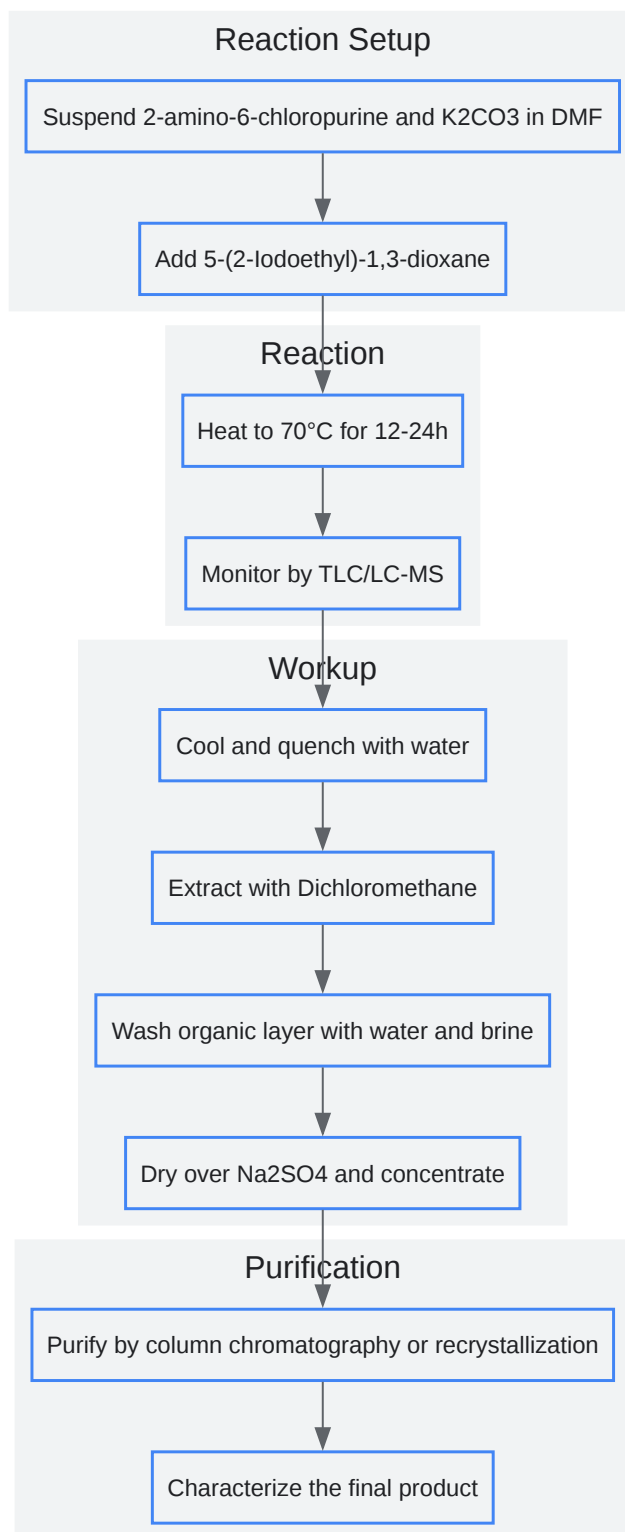 Reaction Setup
Suspend 2-amino-6-chloropurine and K2CO3 in DMF
Add 5-(2-Iodoethyl)-1,3-dioxane
Reaction
Heat to 70°C for 12-24h
Monitor by TLC/LC-MS
Workup
Cool and quench with water
Extract with Dichloromethane
Wash organic layer with water and brine
Dry over Na2SO4 and concentrate
Purification
Purify by column chromatography or recrystallization
Characterize the final product